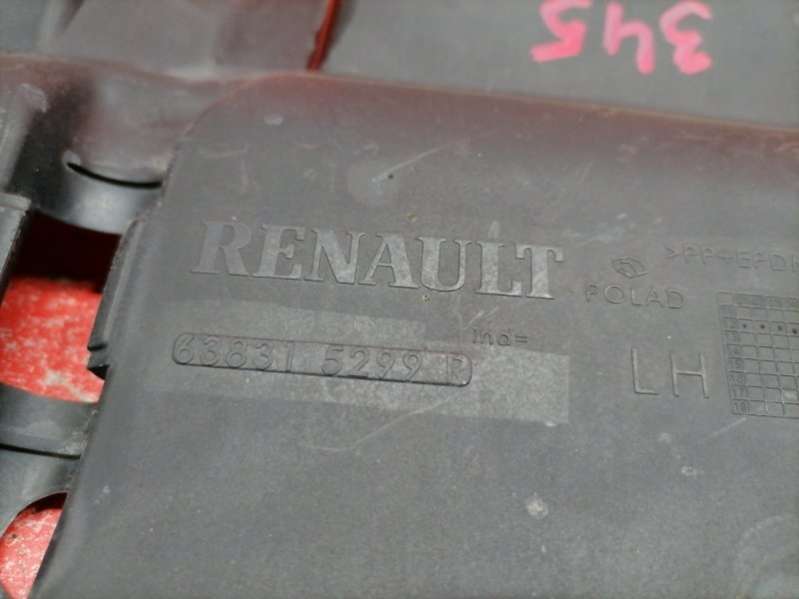 345
RENAULT
>PP+EPDM
POLAD
ind=
63831 5299 R
LH